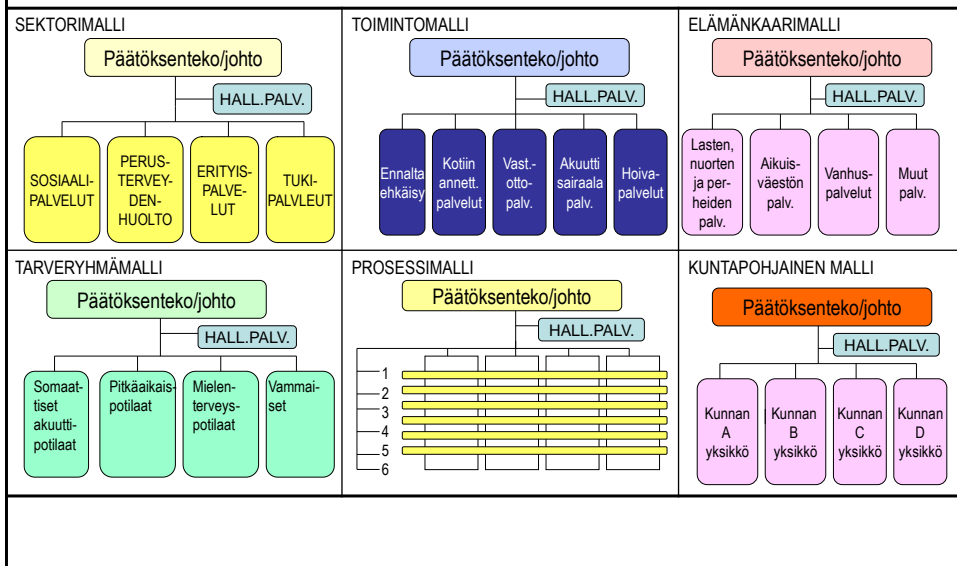 SEKTORIMALLI
Päätöksenteko/johto
HALL.PALV.
SOSIAALI-
PALVELUT
PERUS-
TERVEY-
DEN-
HUOLTO
ERITYIS-
PALVE-
LUT
TUKI-
PALVLEUT
TOIMINTOMALLI
Päätöksenteko/johto
HALL.PALV.
Ennalta
ehkäisy
Kotiin
annett.
palvelut
Vast.-
otto-
palv.
Akuutti
sairaala
palv.
Hoiva-
palvelut
ELÄMÄNKAARIMALLI
Päätöksenteko/johto
HALL.PALV.
Lasten,
nuorten
ja per-
heiden
palv.
Aikuis-
väestön
palv.
Vanhus-
palvelut
Muut
palv.
TARVERYHMÄMALLI
Päätöksenteko/johto
HALL.PALV.
Somaat-
tiset
akuutti-
potilaat
Pitkäaikais-
potilaat
Mielen-
terveys-
potilaat
Vammai-
set
PROSESSIMALLI
Päätöksenteko/johto
HALL.PALV.
1
2
3
4
5
6
KUNTAPOHJAINEN MALLI
Päätöksenteko/johto
HALL.PALV.
Kunnan
A
yksikkö
Kunnan
B
yksikkö
Kunnan
C
yksikkö
Kunnan
D
yksikkö